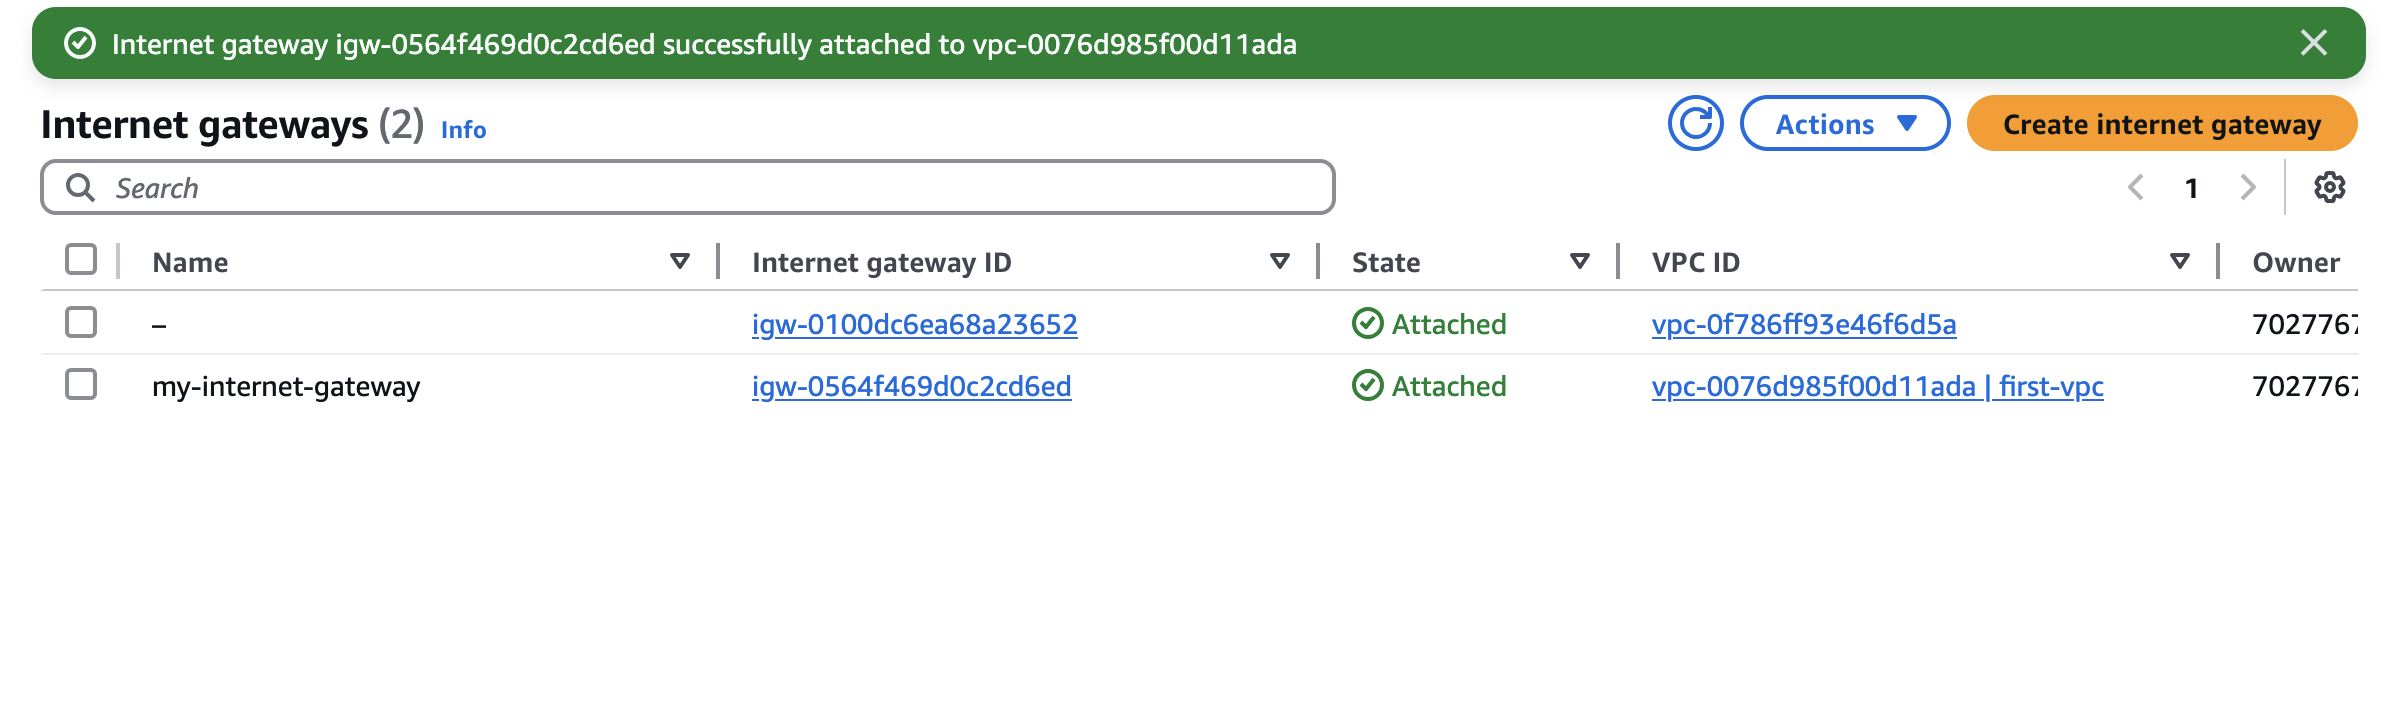 Internet gateway igw-0564f469d0c2cd6ed successfully attached to vpc-0076d985f00d11ada
Internet gateways (2) Info
Actions
Create internet gateway
Search
1
Name Internet gateway ID State VPC ID Owner
– igw-0100dc6ea68a23652 Attached vpc-0f786ff93e46f6d5a 7027767
my-internet-gateway igw-0564f469d0c2cd6ed Attached vpc-0076d985f00d11ada | first-vpc 7027767